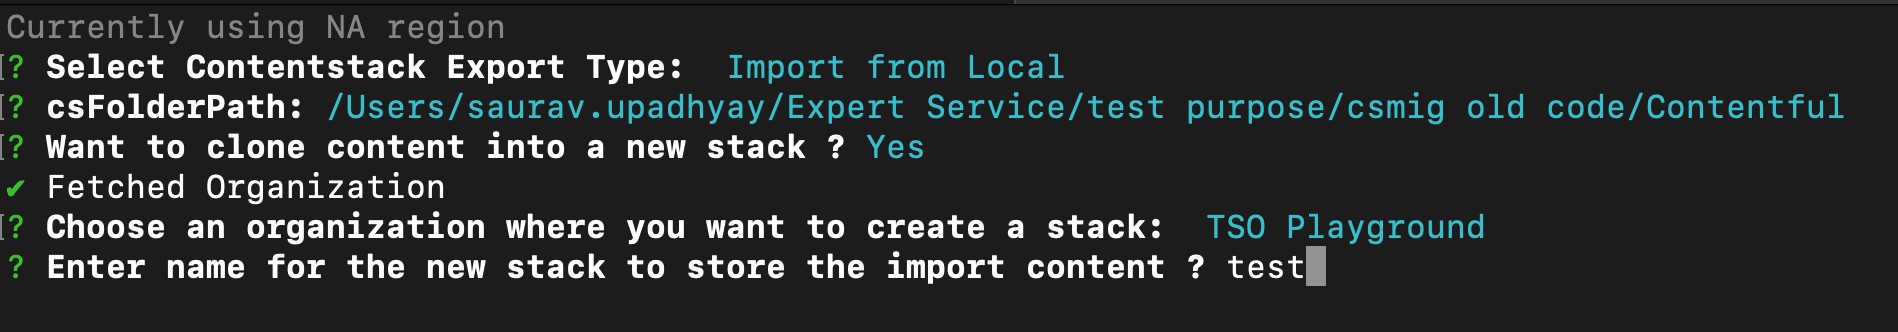 Currently using NA region
? Select Contentstack Export Type: Import from Local
? csFolderPath: /Users/saurav.upadhyay/Expert Service/test purpose/csmig old code/Contentful
? Want to clone content into a new stack ? Yes
✔ Fetched Organization
? Choose an organization where you want to create a stack: TSO Playground
? Enter name for the new stack to store the import content ? test